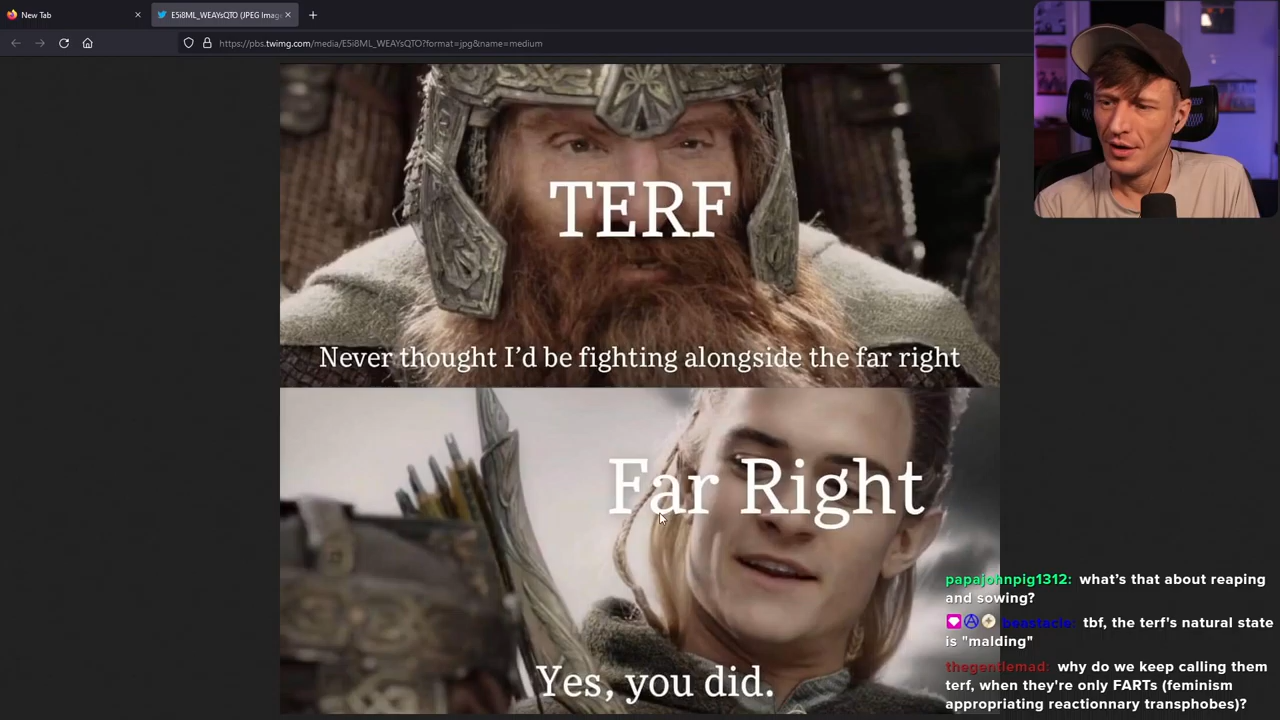 New Tab
E5i8ML_WEAYsQTO (JPEG Imag
https://pbs.twimg.com/media/E5i8ML_WEAYsQTO?format=jpg&name=medium
TERF
Never thought I'd be fighting alongside the far right
Far Right
Yes, you did.
papajohnpig1312: what's that about reaping
and sowing?
beastacle: tbf, the terf's natural state
is "malding"
thegentlemad: why do we keep calling them
terf, when they're only FARTs (feminism
appropriating reactionnary transphobes)?